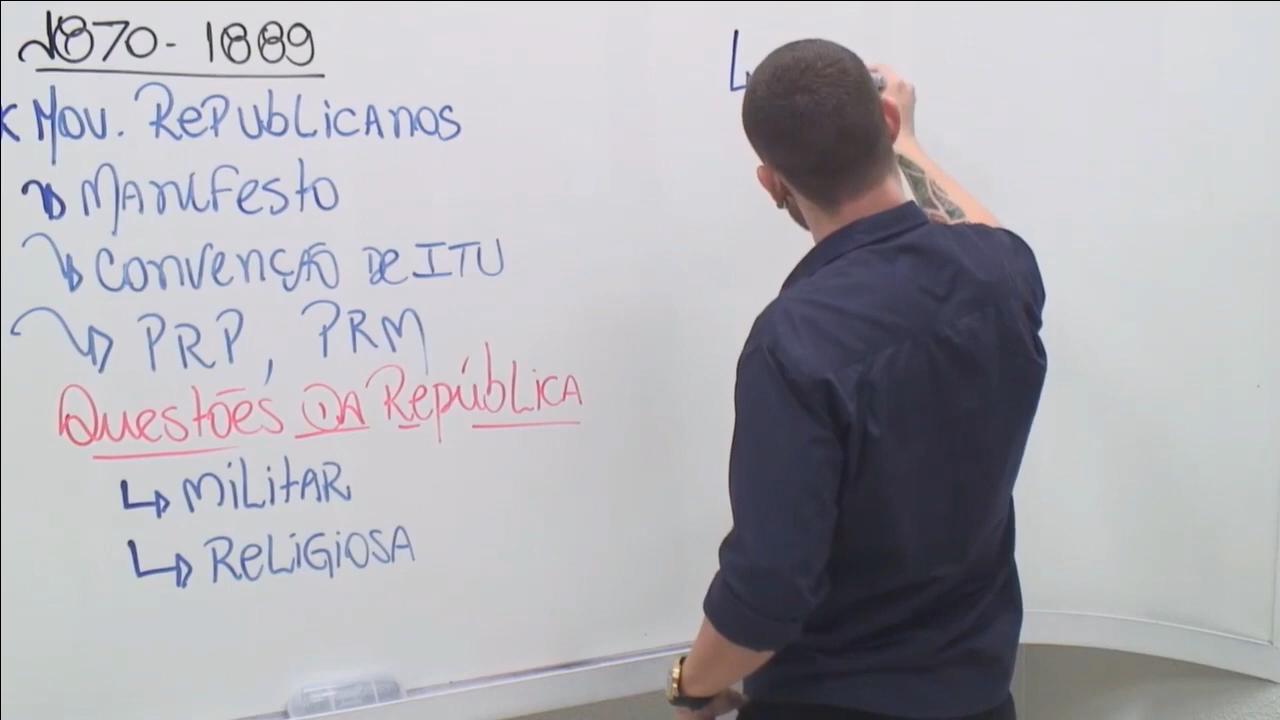 1870 - 1889
Mov. Republicanos
Manifesto
Convenção de ITU
PRP, PRM
Questões da República
Militar
Religiosa